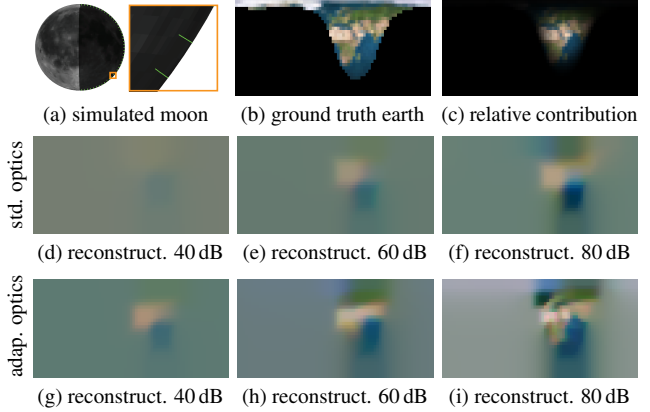 (a) simulated moon (b) ground truth earth (c) relative contribution
std. optics
(d) reconstruct. 40 dB (e) reconstruct. 60 dB (f) reconstruct. 80 dB
adap. optics
(g) reconstruct. 40 dB (h) reconstruct. 60 dB (i) reconstruct. 80 dB